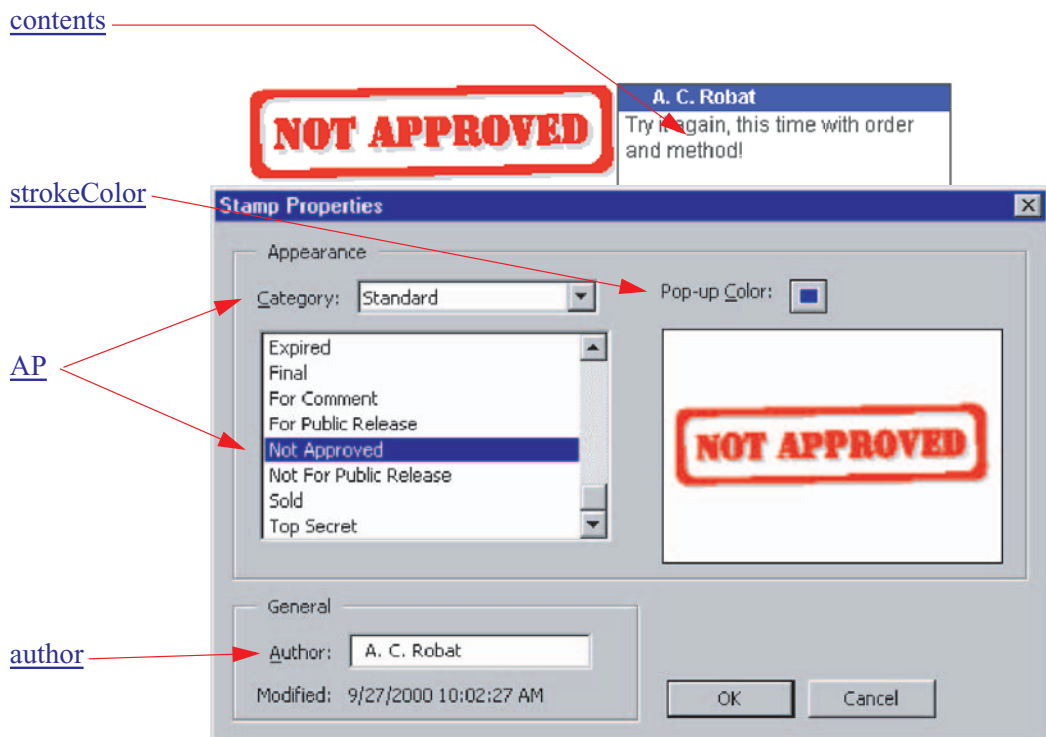 contents
NOT APPROVED
A. C. Robat
Try it again, this time with order
and method!
strokeColor
Stamp Properties
Appearance
Category: Standard
Pop-up Color:
AP
Expired
Final
For Comment
For Public Release
Not Approved
Not For Public Release
Sold
Top Secret
NOT APPROVED
General
author
Author: A. C. Robat
Modified: 9/27/2000 10:02:27 AM
OK
Cancel